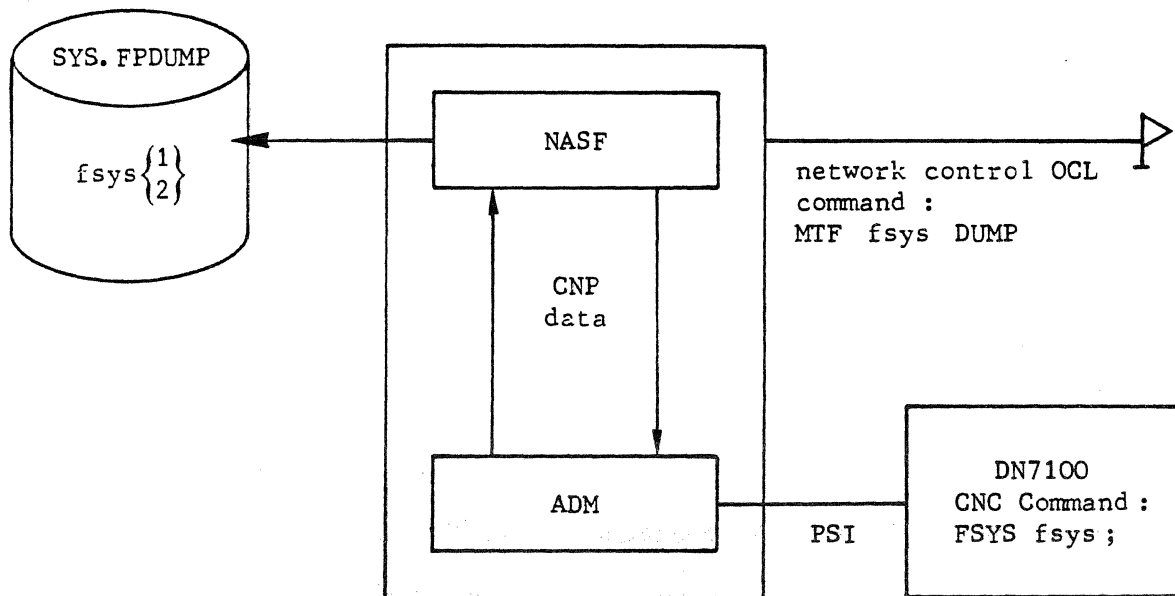 SYS.FPDUMP
fsys{1
2}
NASF
network control OCL
command :
MTF fsys DUMP
CNP
data
ADM
PSI
DN7100
CNC Command :
FSYS fsys ;